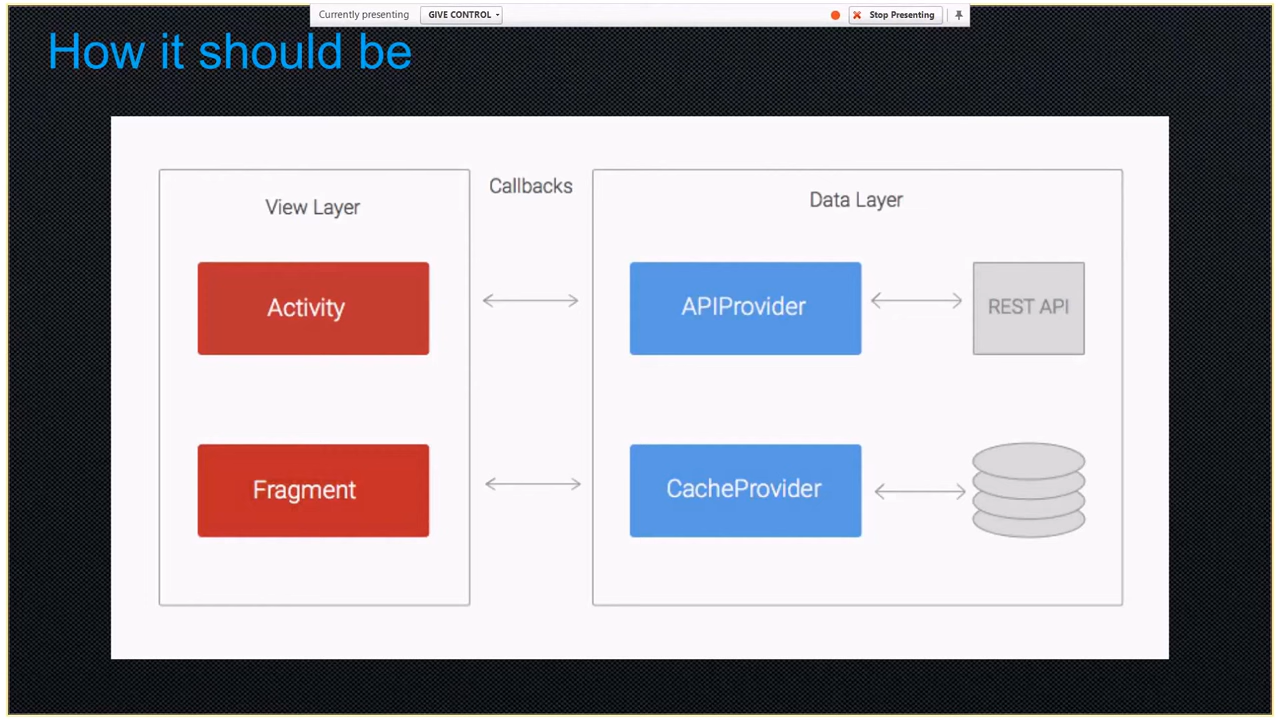 Currently presenting
GIVE CONTROL
Stop Presenting
How it should be
View Layer
Callbacks
Data Layer
Activity
APIProvider
REST API
Fragment
CacheProvider